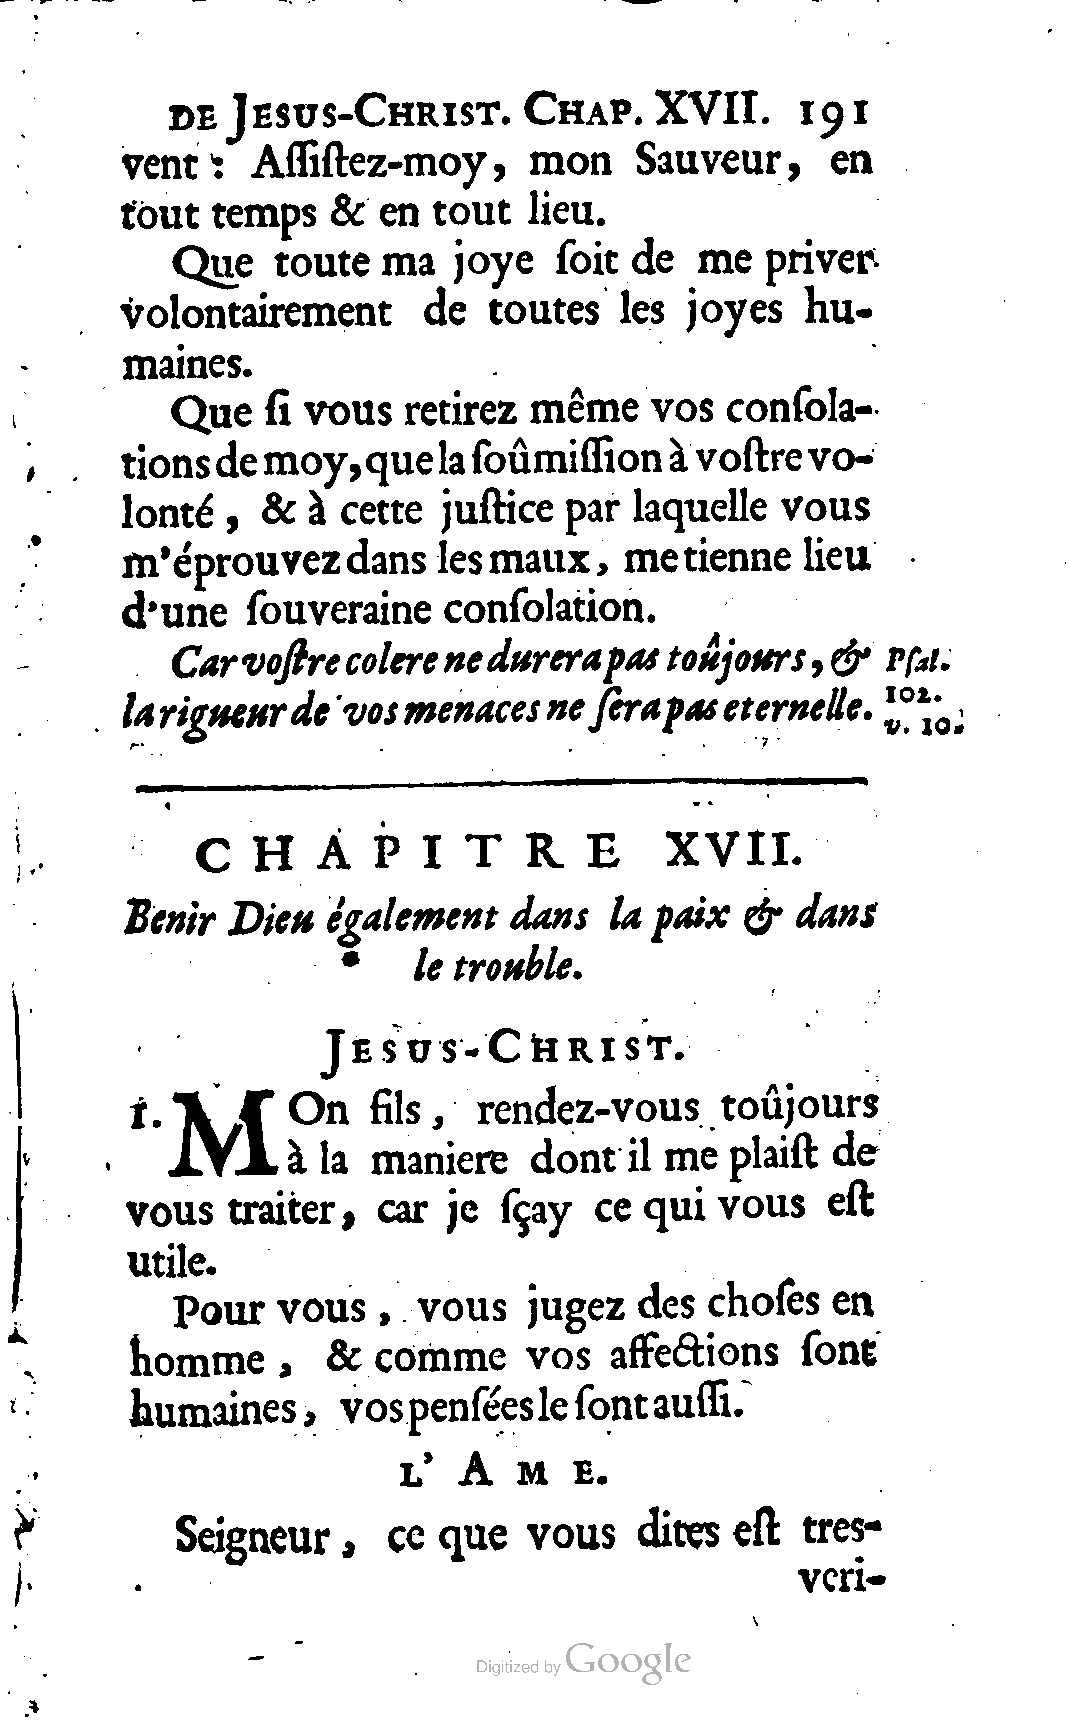 DE JESUS-CHRIST. CHAP. XVII. 191
vent : Aſſiſtez-moy, mon Sauveur, en
tout temps & en tout lieu.
Que toute ma joye ſoit de me priver
volontairement de toutes les joyes hu-
maines.
Que ſi vous retirez même vos conſola-
tions de moy, que la ſoûmiſſion à voſtre vo-
lonté, & à cette juſtice par laquelle vous
m'éprouvez dans les maux, me tienne lieu
d'une ſouveraine conſolation.
Car voſtre colere ne durera pas toûjours, & Pſal.
la rigueur de vos menaces ne ſera pas eternelle. 102.
v. 10.
CHAPITRE XVII.
Benir Dieu également dans la paix & dans
le trouble.
JESUS-CHRIST.
1. MOn fils, rendez-vous toûjours
à la maniere dont il me plaiſt de
vous traiter, car je ſçay ce qui vous eſt
utile.
Pour vous, vous jugez des choſes en
homme, & comme vos affections ſont
humaines, vos penſées le ſont auſſi.
L'AME.
Seigneur, ce que vous dites eſt tres-
veri-
Digitized by Google